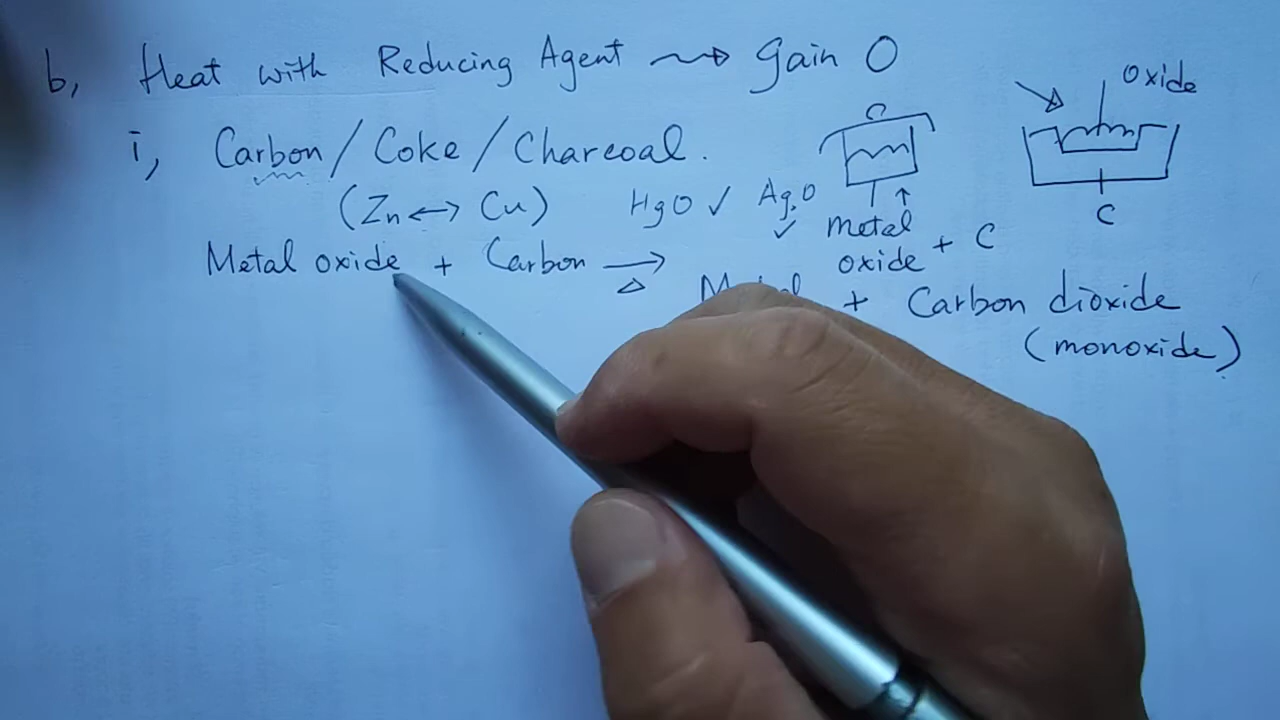 b, Heat with Reducing Agent ⇝ gain O
i, Carbon / Coke / Charcoal.
C
oxide
C
(Zn ↔ Cu) HgO ✓ Ag₂O ✓
metal oxide + C
Metal oxide + Carbon → Δ + Carbon dioxide
(monoxide)